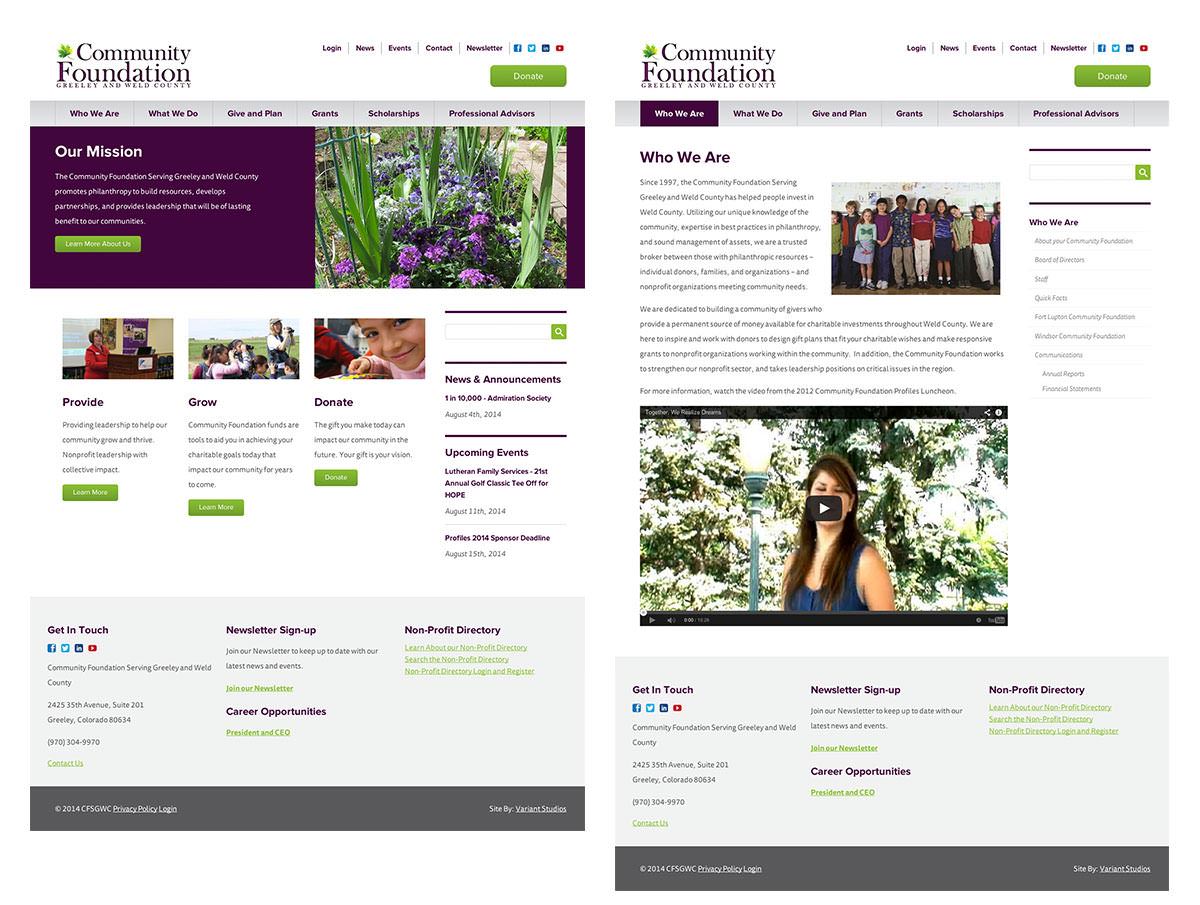 Community
Foundation
GREELEY AND WELD COUNTY
Login News Events Contact Newsletter
Donate
Who We Are What We Do Give and Plan Grants Scholarships Professional Advisors
Our Mission
The Community Foundation Serving Greeley and Weld County
promotes philanthropy to build resources, develops
partnerships, and provides leadership that will be of lasting
benefit to our communities.
Learn More About Us
Provide
Providing leadership to help our
community grow and thrive.
Nonprofit leadership with
collective impact.
Learn More
Grow
Community Foundation funds are
tools to aid you in achieving your
charitable goals today that
impact our community for years
to come.
Learn More
Donate
The gift you make today can
impact our community in the
future. Your gift is your vision.
Donate
News & Announcements
1 in 10,000 - Admiration Society
August 4th, 2014
Upcoming Events
Lutheran Family Services - 21st
Annual Golf Classic Tee Off for
HOPE
August 11th, 2014
Profiles 2014 Sponsor Deadline
August 15th, 2014
Get In Touch
Community Foundation Serving Greeley and Weld
County
2425 35th Avenue, Suite 201
Greeley, Colorado 80634
(970) 304-9970
Contact Us
Newsletter Sign-up
Join our Newsletter to keep up to date with our
latest news and events.
Join our Newsletter
Career Opportunities
President and CEO
Non-Profit Directory
Learn About our Non-Profit Directory
Search the Non-Profit Directory
Non-Profit Directory Login and Register
© 2014 CFSGWC Privacy Policy Login
Site By: Variant Studios
Community
Foundation
GREELEY AND WELD COUNTY
Login News Events Contact Newsletter
Donate
Who We Are What We Do Give and Plan Grants Scholarships Professional Advisors
Who We Are
Since 1997, the Community Foundation Serving
Greeley and Weld County has helped people invest in
Weld County. Utilizing our unique knowledge of the
community, expertise in best practices in philanthropy,
and sound management of assets, we are a trusted
broker between those with philanthropic resources –
individual donors, families, and organizations – and
nonprofit organizations meeting community needs.
We are dedicated to building a community of givers who
provide a permanent source of money available for charitable investments throughout Weld County. We are
here to inspire and work with donors to design gift plans that fit your charitable wishes and make responsive
grants to nonprofit organizations working within the community. In addition, the Community Foundation works
to strengthen our nonprofit sector, and takes leadership positions on critical issues in the region.
For more information, watch the video from the 2012 Community Foundation Profiles Luncheon.
Together, We Realize Dreams
0:00 / 10:26
YouTube
Who We Are
About your Community Foundation
Board of Directors
Staff
Quick Facts
Fort Lupton Community Foundation
Windsor Community Foundation
Communications
Annual Reports
Financial Statements
Get In Touch
Community Foundation Serving Greeley and Weld
County
2425 35th Avenue, Suite 201
Greeley, Colorado 80634
(970) 304-9970
Contact Us
Newsletter Sign-up
Join our Newsletter to keep up to date with our
latest news and events.
Join our Newsletter
Career Opportunities
President and CEO
Non-Profit Directory
Learn About our Non-Profit Directory
Search the Non-Profit Directory
Non-Profit Directory Login and Register
© 2014 CFSGWC Privacy Policy Login
Site By: Variant Studios